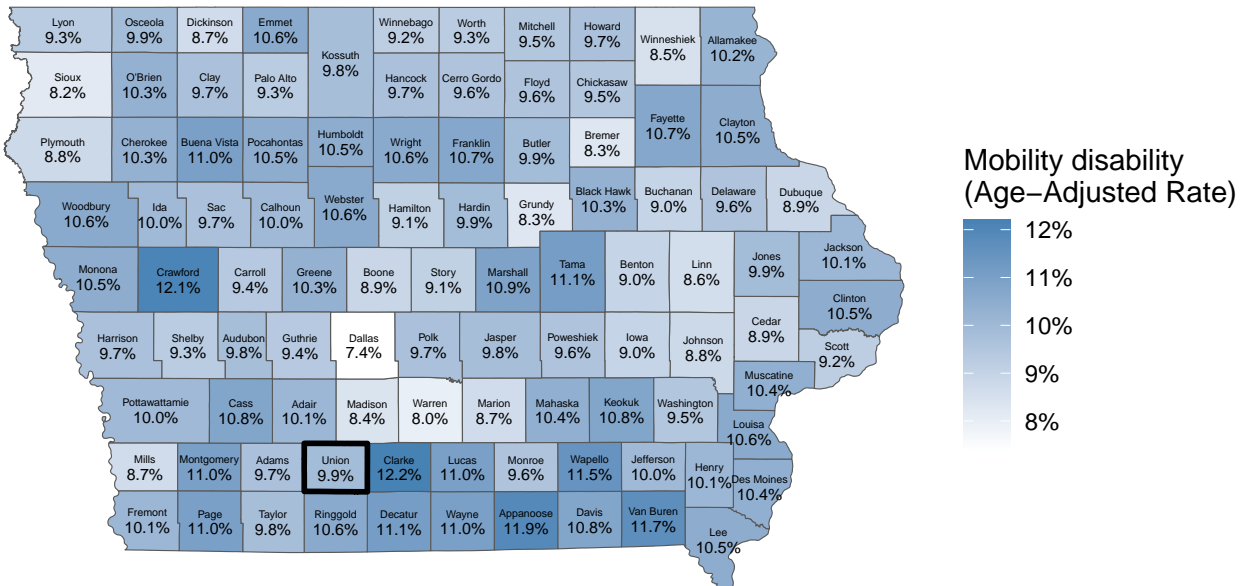 Lyon
9.3%
Osceola
9.9%
Dickinson
8.7%
Emmet
10.6%
Kossuth
9.8%
Winnebago
9.2%
Worth
9.3%
Mitchell
9.5%
Howard
9.7%
Winneshiek
8.5%
Allamakee
10.2%
Sioux
8.2%
O'Brien
10.3%
Clay
9.7%
Palo Alto
9.3%
Hancock
9.7%
Cerro Gordo
9.6%
Floyd
9.6%
Chickasaw
9.5%
Fayette
10.7%
Clayton
10.5%
Plymouth
8.8%
Cherokee
10.3%
Buena Vista
11.0%
Pocahontas
10.5%
Humboldt
10.5%
Wright
10.6%
Franklin
10.7%
Butler
9.9%
Bremer
8.3%
Woodbury
10.6%
Ida
10.0%
Sac
9.7%
Calhoun
10.0%
Webster
10.6%
Hamilton
9.1%
Hardin
9.9%
Grundy
8.3%
Black Hawk
10.3%
Buchanan
9.0%
Delaware
9.6%
Dubuque
8.9%
Monona
10.5%
Crawford
12.1%
Carroll
9.4%
Greene
10.3%
Boone
8.9%
Story
9.1%
Marshall
10.9%
Tama
11.1%
Benton
9.0%
Linn
8.6%
Jones
9.9%
Jackson
10.1%
Clinton
10.5%
Harrison
9.7%
Shelby
9.3%
Audubon
9.8%
Guthrie
9.4%
Dallas
7.4%
Polk
9.7%
Jasper
9.8%
Poweshiek
9.6%
Iowa
9.0%
Johnson
8.8%
Cedar
8.9%
Scott
9.2%
Muscatine
10.4%
Pottawattamie
10.0%
Cass
10.8%
Adair
10.1%
Madison
8.4%
Warren
8.0%
Marion
8.7%
Mahaska
10.4%
Keokuk
10.8%
Washington
9.5%
Louisa
10.6%
Mills
8.7%
Montgomery
11.0%
Adams
9.7%
Union
9.9%
Clarke
12.2%
Lucas
11.0%
Monroe
9.6%
Wapello
11.5%
Jefferson
10.0%
Henry
10.1%
Des Moines
10.4%
Fremont
10.1%
Page
11.0%
Taylor
9.8%
Ringgold
10.6%
Decatur
11.1%
Wayne
11.0%
Appanoose
11.9%
Davis
10.8%
Van Buren
11.7%
Lee
10.5%
Mobility disability
(Age−Adjusted Rate)
12%
11%
10%
9%
8%